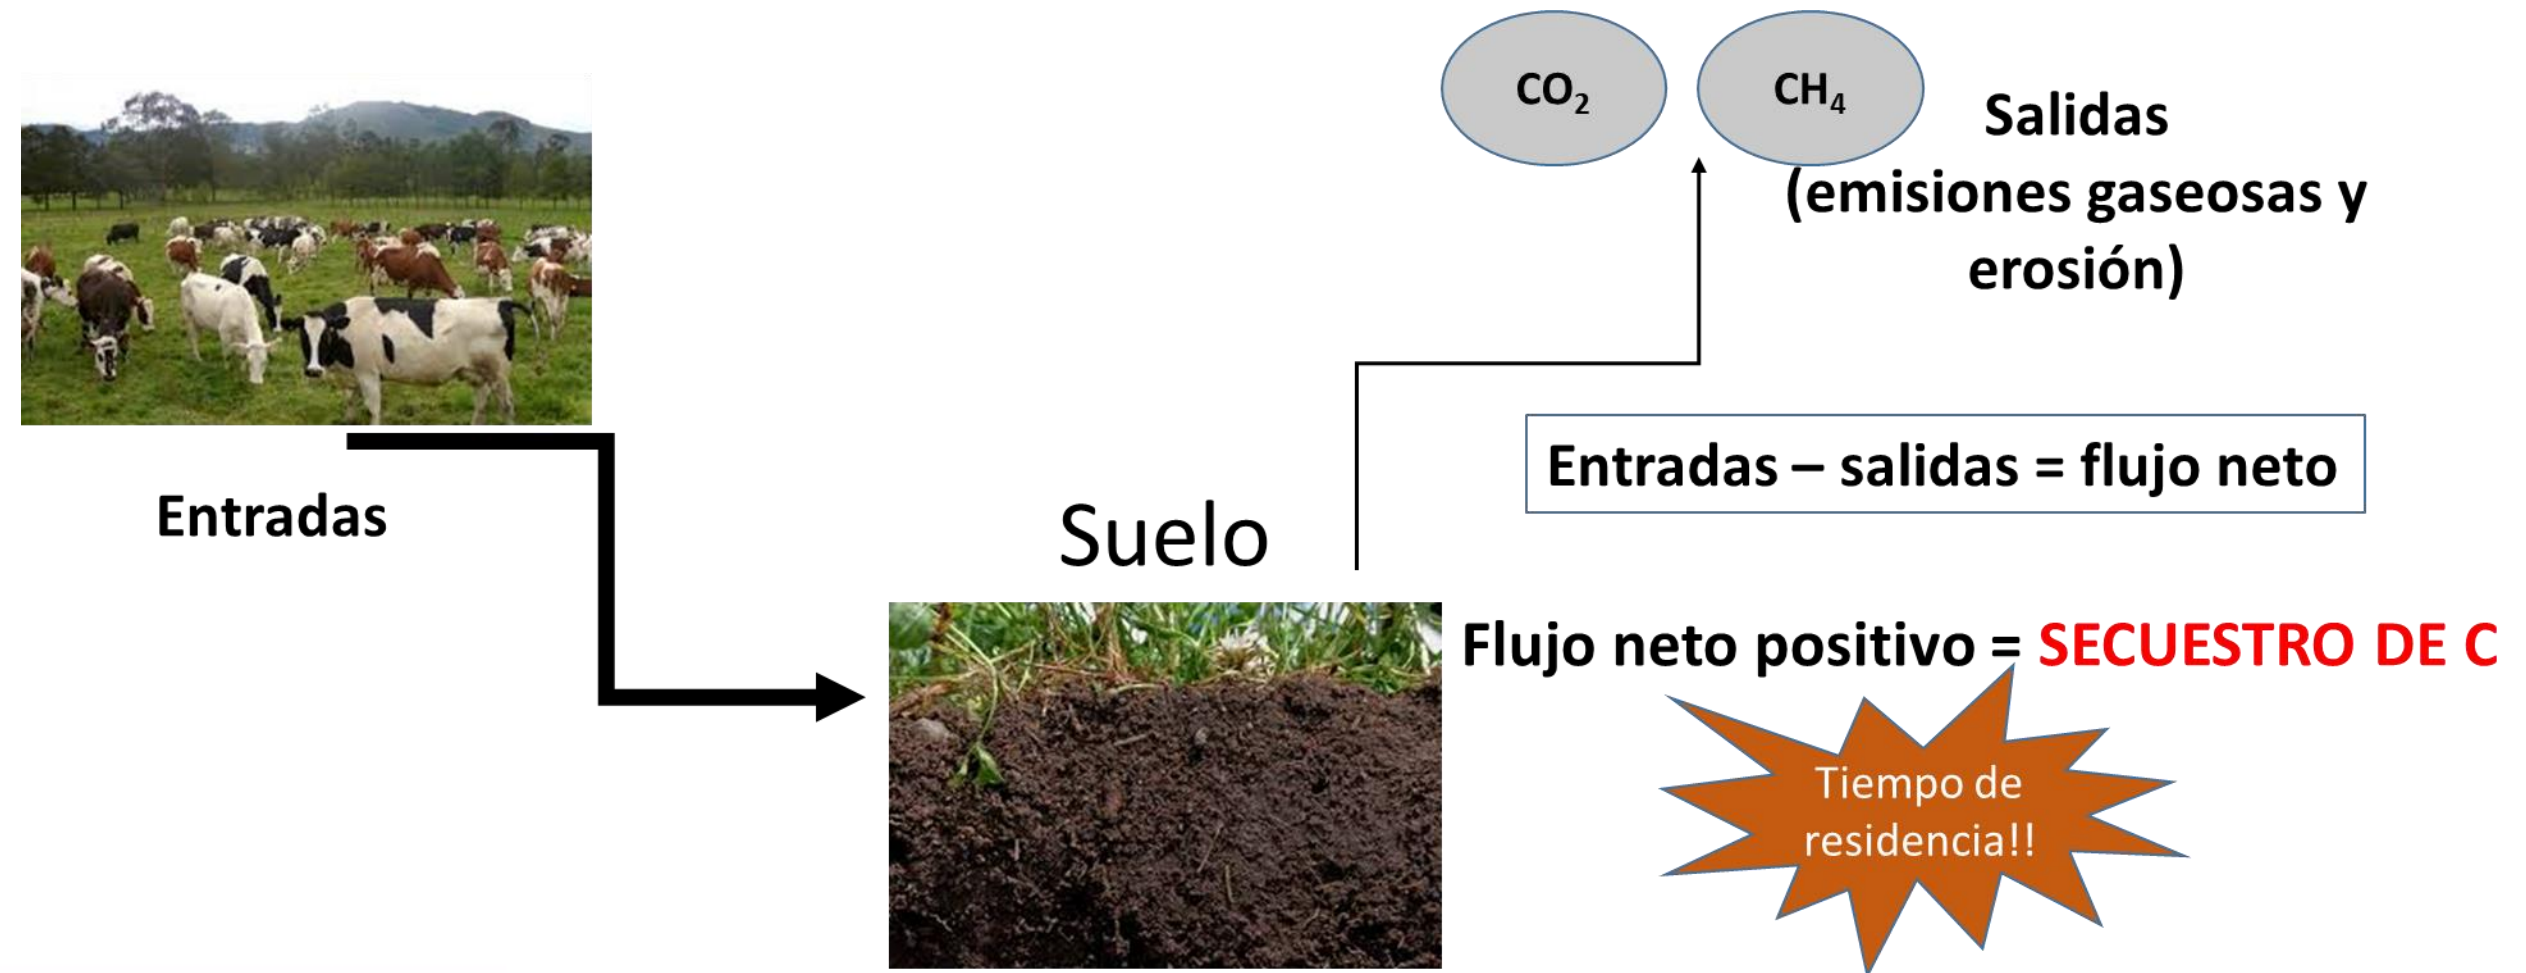 CO₂
CH₄
Salidas
(emisiones gaseosas y
erosión)
Entradas – salidas = flujo neto
Entradas
Suelo
Flujo neto positivo = SECUESTRO DE C
Tiempo de
residencia!!